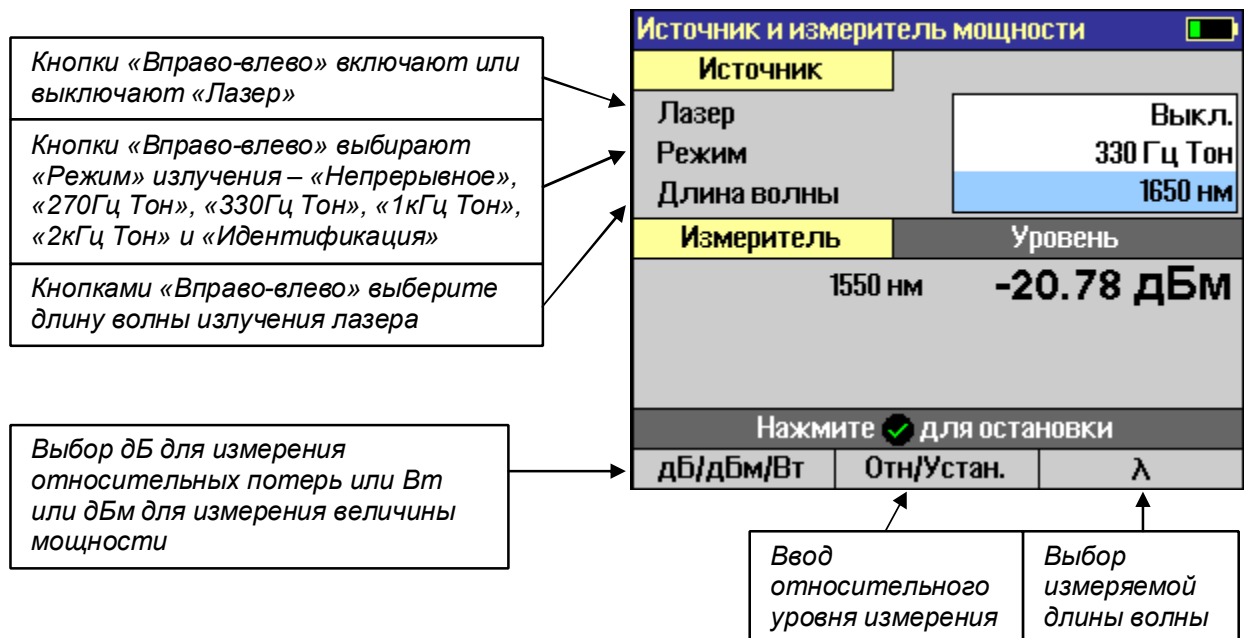 Источник и измеритель мощности
Источник
Лазер
Выкл.
Режим
330 Гц Тон
Длина волны
1650 нм
Измеритель
Уровень
1550 нм
-20.78 дБм
Нажмите для остановки
дБ/дБм/Вт
Отн/Устан.
λ
Кнопки «Вправо-влево» включают или
выключают «Лазер»
Кнопки «Вправо-влево» выбирают
«Режим» излучения – «Непрерывное»,
«270Гц Тон», «330Гц Тон», «1кГц Тон»,
«2кГц Тон» и «Идентификация»
Кнопками «Вправо-влево» выберите
длину волны излучения лазера
Выбор дБ для измерения
относительных потерь или Вт
или дБм для измерения величины
мощности
Ввод
относительного
уровня измерения
Выбор
измеряемой
длины волны